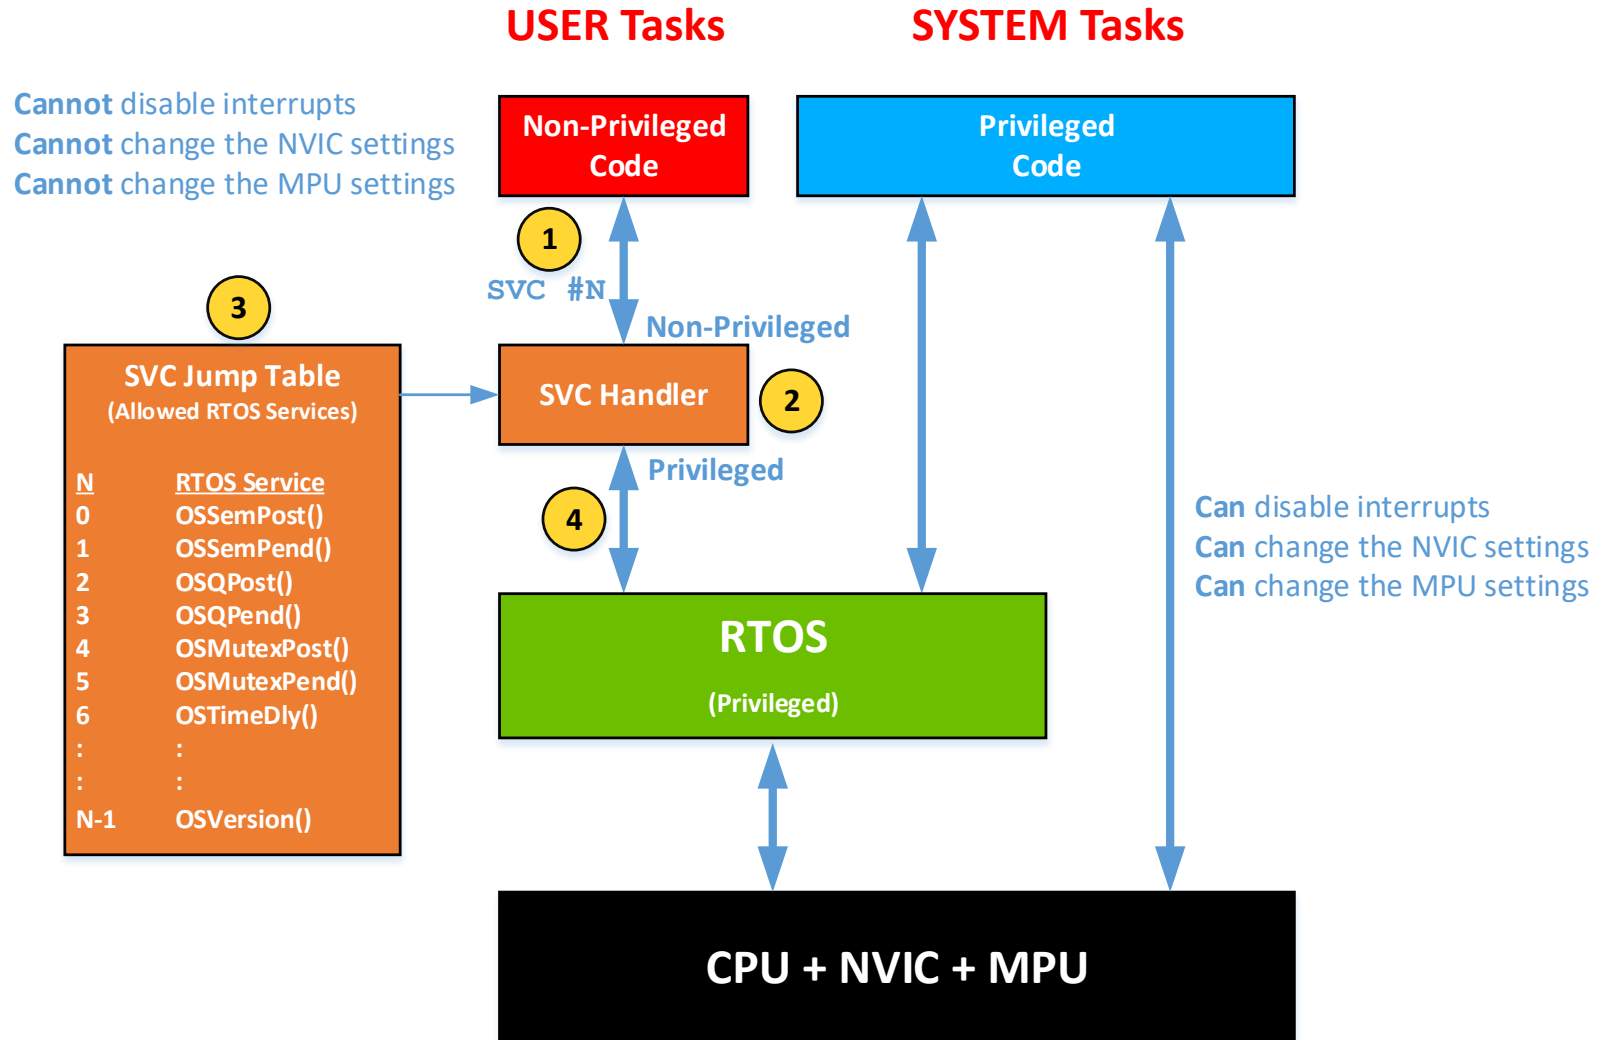 USER Tasks
SYSTEM Tasks
Cannot disable interrupts
Cannot change the NVIC settings
Cannot change the MPU settings
Non-Privileged
Code
Privileged
Code
1
SVC #N
Non-Privileged
3
SVC Jump Table
(Allowed RTOS Services)
N RTOS Service
0 OSSemPost()
1 OSSemPend()
2 OSQPost()
3 OSQPend()
4 OSMutexPost()
5 OSMutexPend()
6 OSTimeDly()
: :
: :
N-1 OSVersion()
SVC Handler
2
Privileged
4
Can disable interrupts
Can change the NVIC settings
Can change the MPU settings
RTOS
(Privileged)
CPU + NVIC + MPU